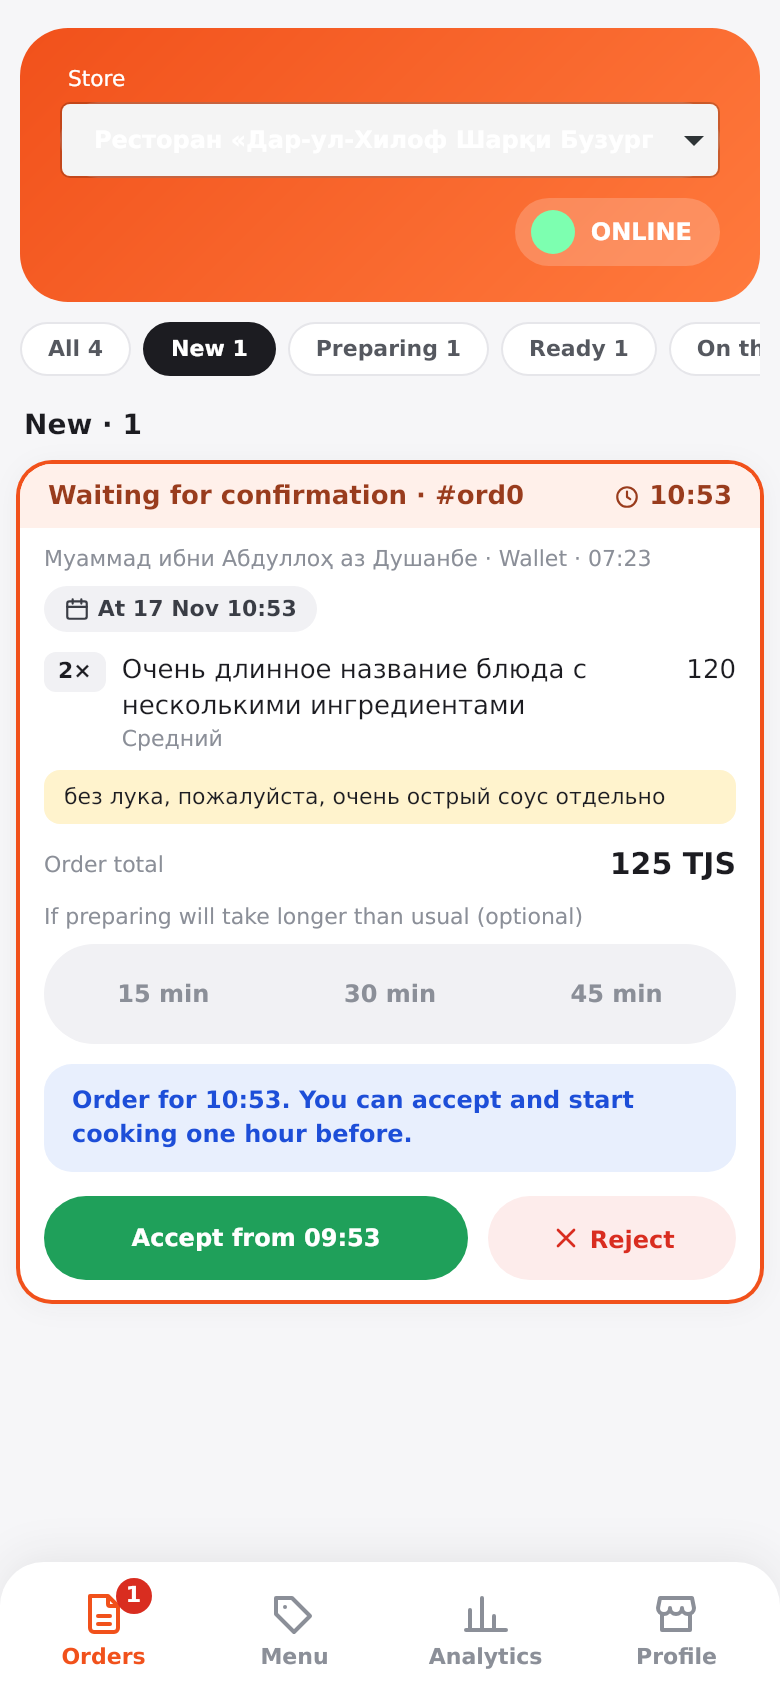 Store
Ресторан «Дар-ул-Хилоф Шарқи Бузург
ONLINE
All 4
New 1
Preparing 1
Ready 1
On th
New · 1
Waiting for confirmation · #ord0
10:53
Муаммад ибни Абдуллоҳ аз Душанбе · Wallet · 07:23
At 17 Nov 10:53
2×
Очень длинное название блюда с
120
несколькими ингредиентами
Средний
без лука, пожалуйста, очень острый соус отдельно
Order total
125 TJS
If preparing will take longer than usual (optional)
15 min
30 min
45 min
Order for 10:53. You can accept and start
cooking one hour before.
Accept from 09:53
Reject
1
Orders
Menu
Analytics
Profile